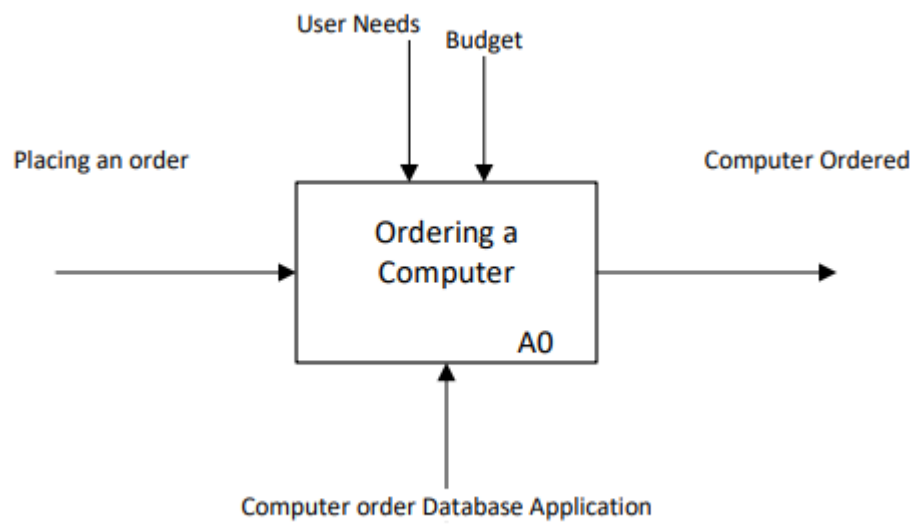 User Needs
Budget
Placing an order
Computer Ordered
Ordering a
Computer
A0
Computer order Database Application